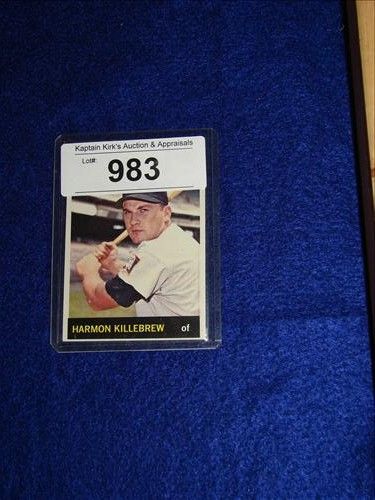 Kaptain Kirk's Auction & Appraisals
Lot#:
983
HARMON KILLEBREW of